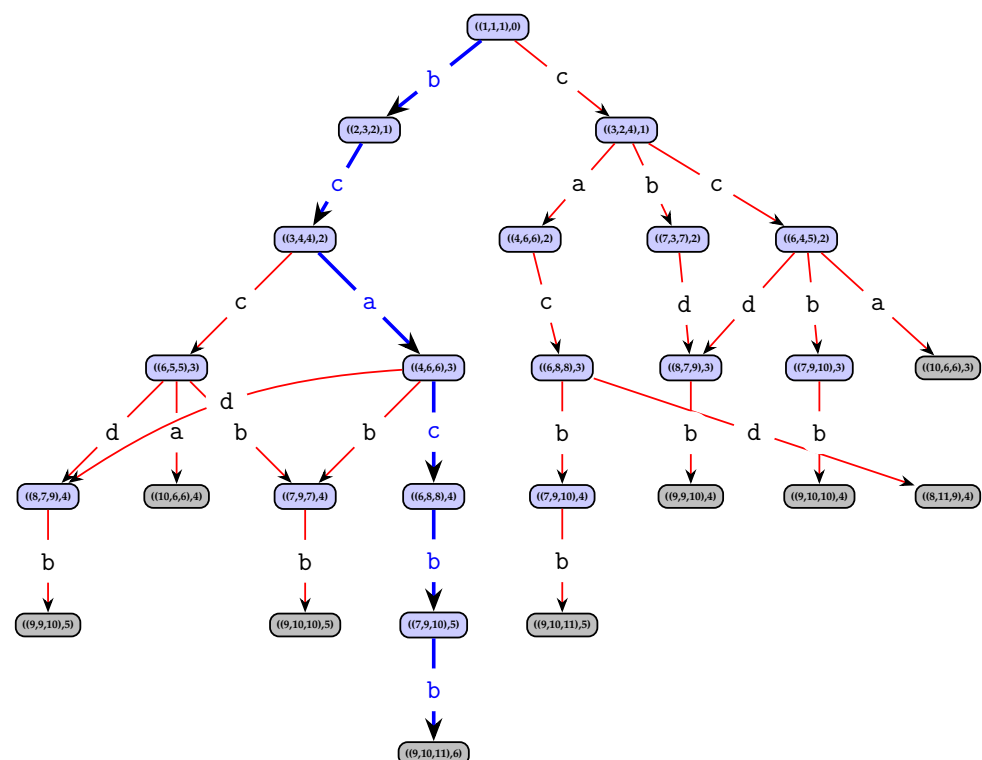 ((1,1,1),0)
b
c
((2,3,2),1)
((3,2,4),1)
c
a
b
c
((3,4,4),2)
((4,6,6),2)
((7,3,7),2)
((6,4,5),2)
c
a
c
d
d
b
a
((6,5,5),3)
((4,6,6),3)
((6,8,8),3)
((8,7,9),3)
((7,9,10),3)
((10,6,6),3)
d
d
a
b
b
c
b
b
d
b
((8,7,9),4)
((10,6,6),4)
((7,9,7),4)
((6,8,8),4)
((7,9,10),4)
((9,9,10),4)
((9,10,10),4)
((8,11,9),4)
b
b
b
b
((9,9,10),5)
((9,10,10),5)
((7,9,10),5)
((9,10,11),5)
b
((9,10,11),6)